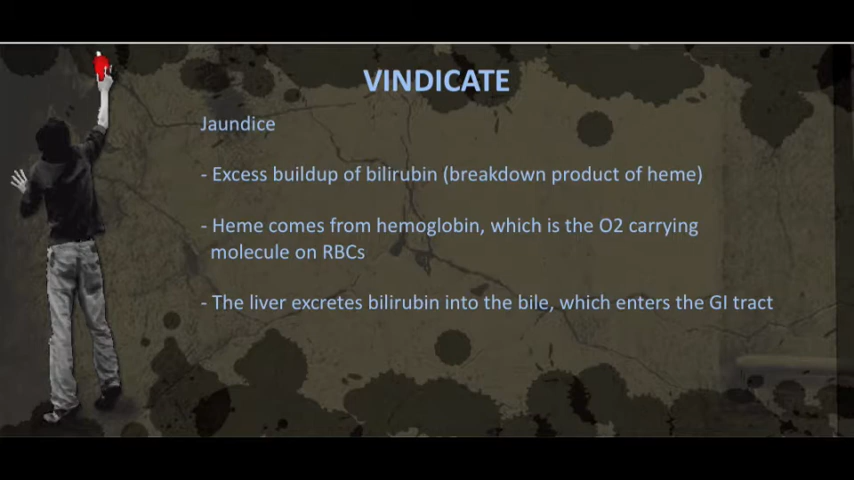 VINDICATE
Jaundice
- Excess buildup of bilirubin (breakdown product of heme)
- Heme comes from hemoglobin, which is the O2 carrying
molecule on RBCs
- The liver excretes bilirubin into the bile, which enters the GI tract